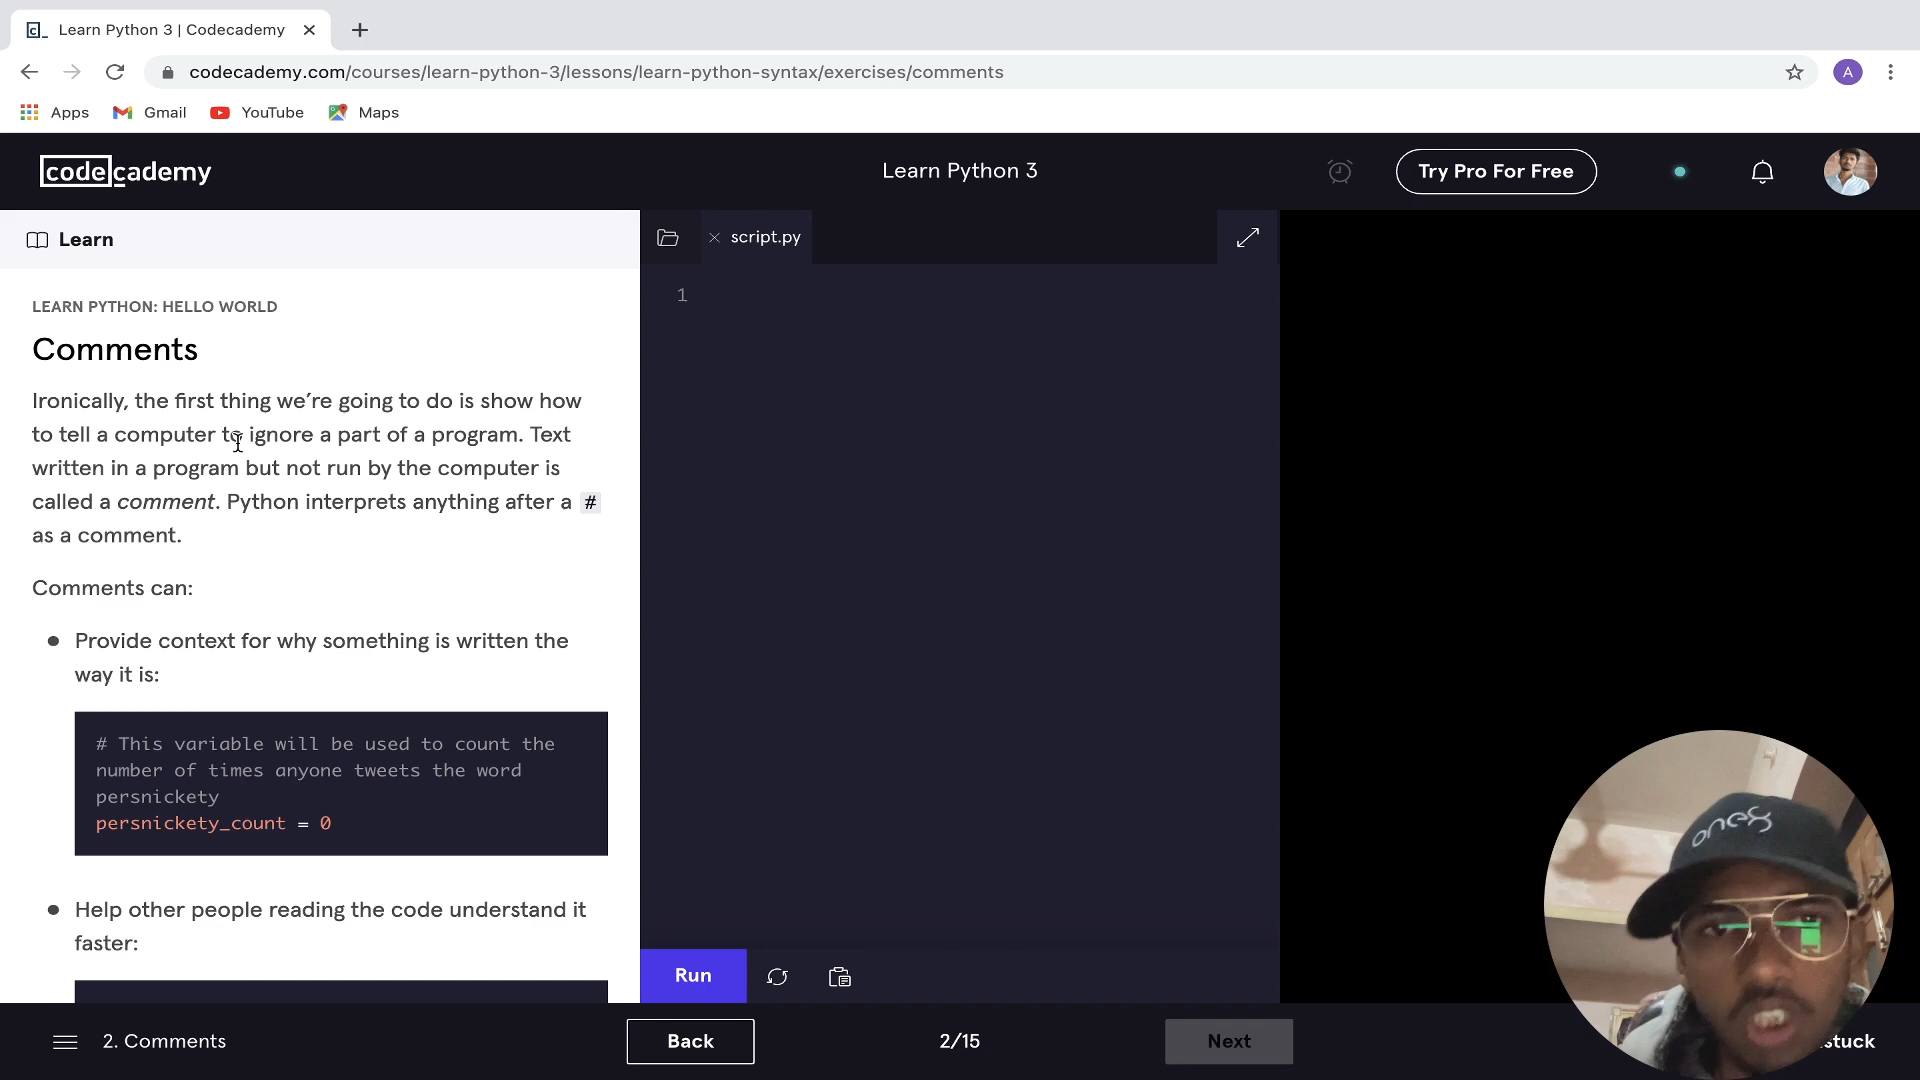 Learn Python 3 | Codecademy
codecademy.com/courses/learn-python-3/lessons/learn-python-syntax/exercises/comments
A
Apps
Gmail
YouTube
Maps
codecademy
Learn Python 3
Try Pro For Free
Learn
script.py
1
LEARN PYTHON: HELLO WORLD
Comments
Ironically, the first thing we’re going to do is show how
to tell a computer to ignore a part of a program. Text
written in a program but not run by the computer is
called a comment. Python interprets anything after a #
as a comment.
Comments can:
Provide context for why something is written the
way it is:
# This variable will be used to count the
number of times anyone tweets the word
persnickety
persnickety_count = 0
Help other people reading the code understand it
faster:
Run
2. Comments
Back
2/15
Next
stuck